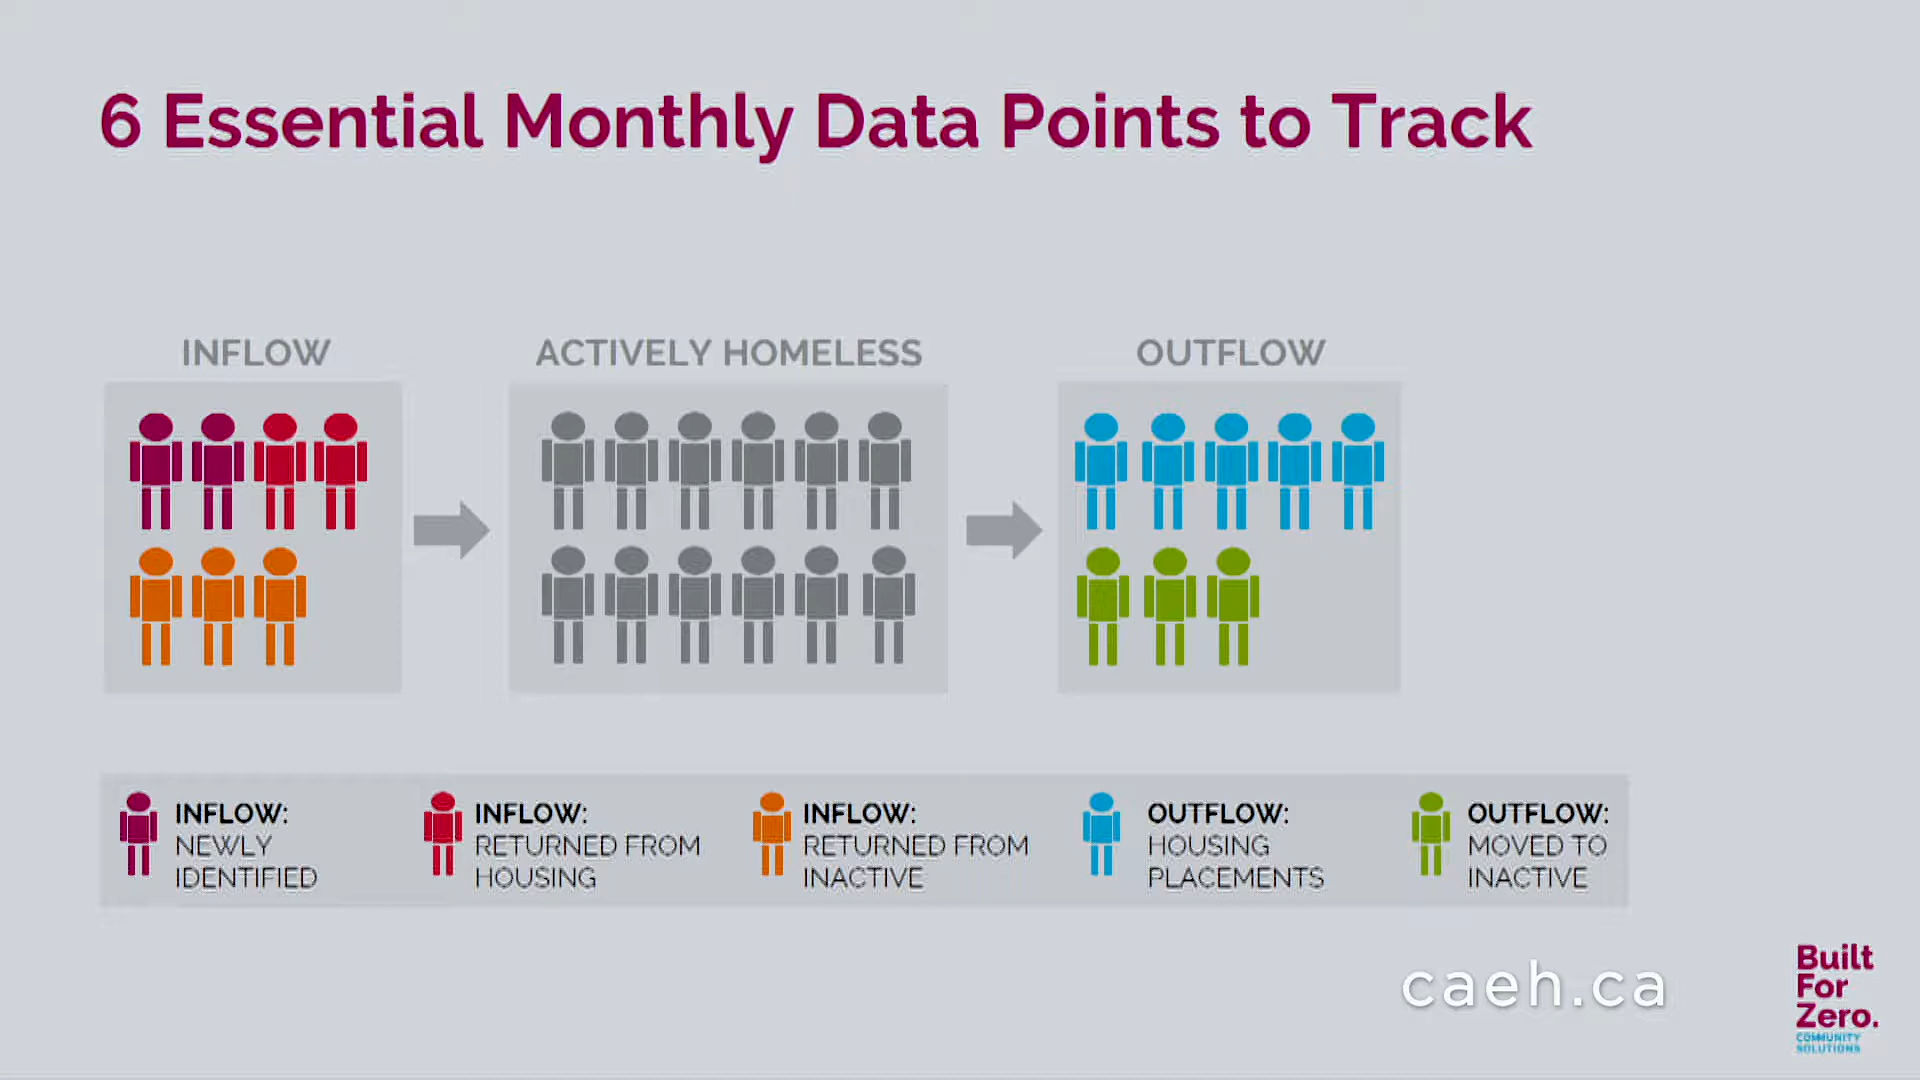 6 Essential Monthly Data Points to Track
INFLOW
ACTIVELY HOMELESS
OUTFLOW
INFLOW:
NEWLY
IDENTIFIED
INFLOW:
RETURNED FROM
HOUSING
INFLOW:
RETURNED FROM
INACTIVE
OUTFLOW:
HOUSING
PLACEMENTS
OUTFLOW:
MOVED TO
INACTIVE
caeh.ca
Built
For
Zero.
COMMUNITY
SOLUTIONS